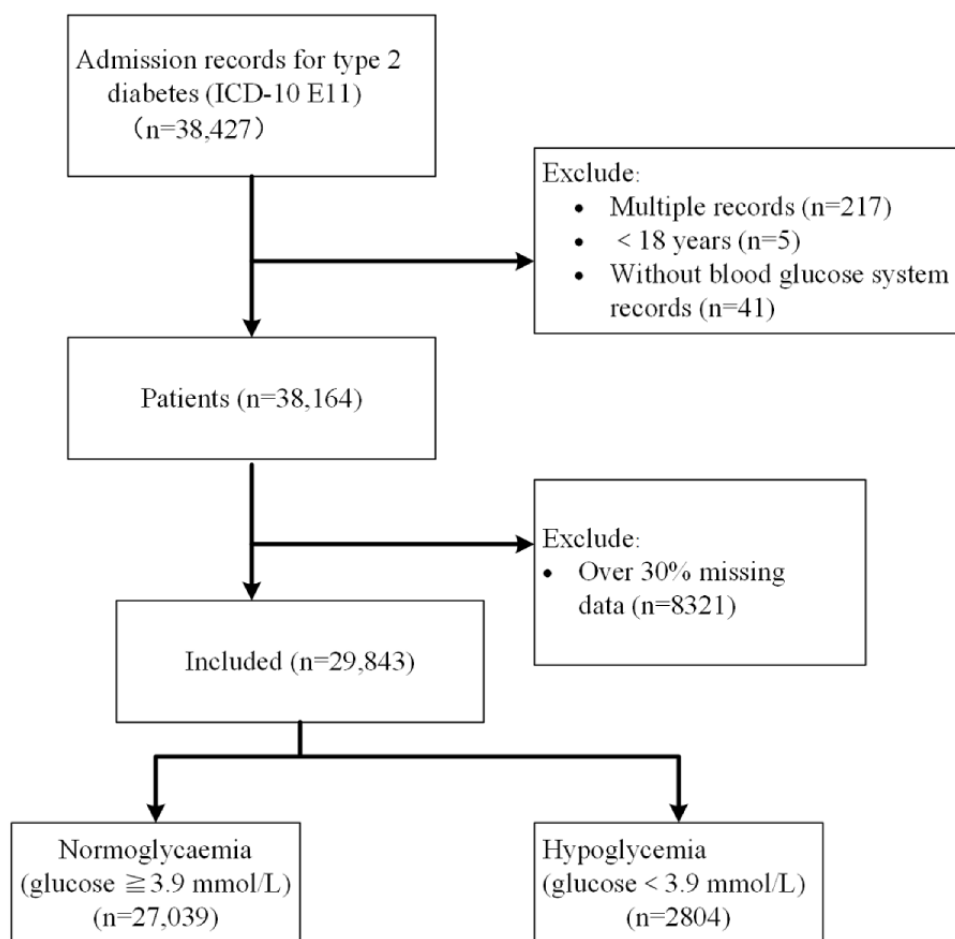 Admission records for type 2
diabetes (ICD-10 E11)
（n=38,427）
Exclude:
• Multiple records (n=217)
• < 18 years (n=5)
• Without blood glucose system
records (n=41)
Patients (n=38,164)
Exclude:
• Over 30% missing
data (n=8321)
Included (n=29,843)
Normoglycaemia
(glucose ≧3.9 mmol/L)
(n=27,039)
Hypoglycemia
(glucose < 3.9 mmol/L)
(n=2804)